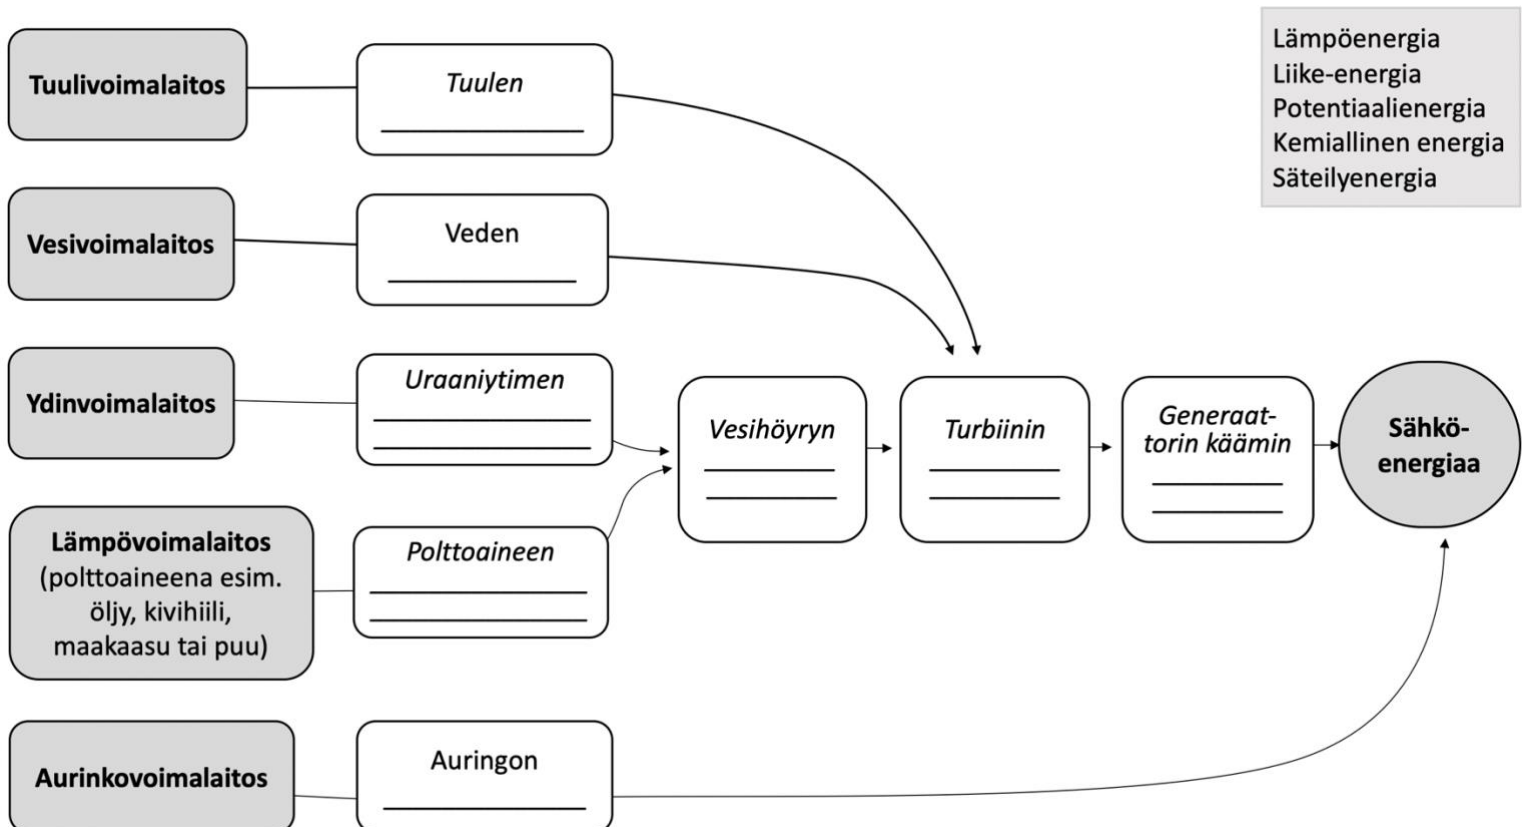 Lämpöenergia
Liike-energia
Potentiaalienergia
Kemiallinen energia
Säteilyenergia
Tuulivoimalaitos
Tuulen
Vesivoimalaitos
Veden
Ydinvoimalaitos
Uraaniytimen
Lämpövoimalaitos
(polttoaineena esim.
öljy, kivihiili,
maakaasu tai puu)
Polttoaineen
Vesihöyryn
Turbiinin
Generaat-
torin käämin
Sähkö-
energiaa
Aurinkovoimalaitos
Auringon